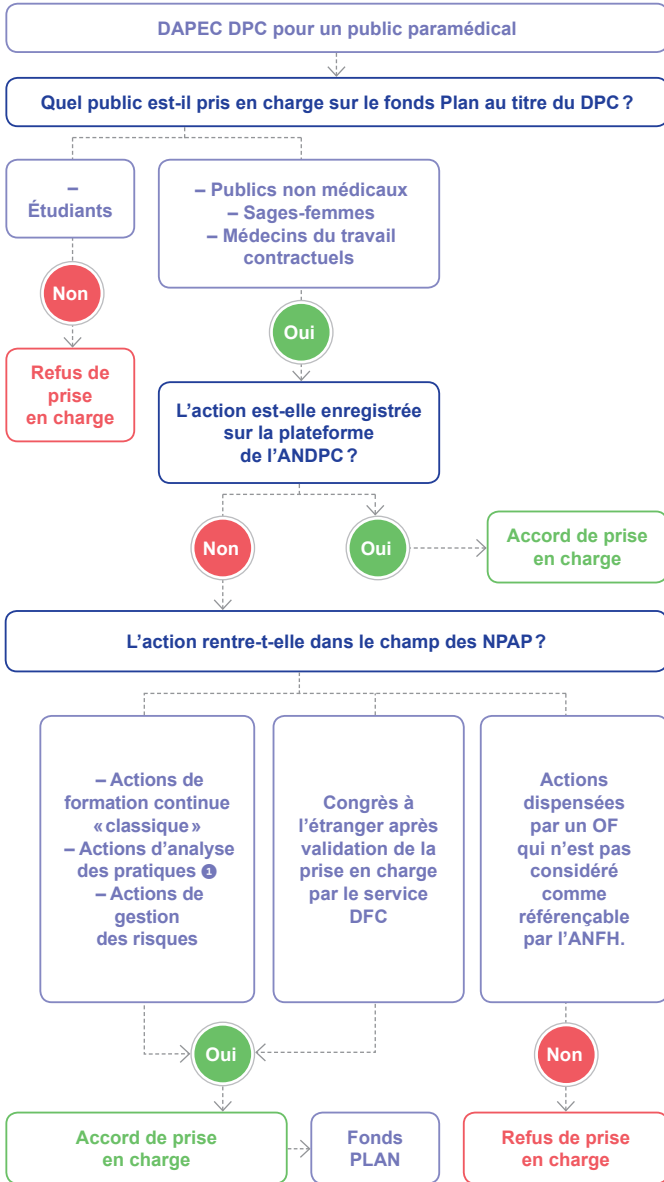 DAPEC DPC pour un public paramédical
Quel public est-il pris en charge sur le fonds Plan au titre du DPC ?
–
Étudiants
– Publics non médicaux
– Sages-femmes
– Médecins du travail
contractuels
Non
Oui
Refus de
prise
en charge
L’action est-elle enregistrée
sur la plateforme
de l’ANDPC ?
Non
Oui
Accord de prise
en charge
L’action rentre-t-elle dans le champ des NPAP ?
– Actions de
formation continue
« classique »
– Actions d’analyse
des pratiques ❶
– Actions de
gestion
des risques
Congrès à
l’étranger après
validation de la
prise en charge
par le service
DFC
Actions
dispensées
par un OF
qui n’est pas
considéré
comme
référençable
par l’ANFH.
Oui
Non
Accord de prise
en charge
Fonds
PLAN
Refus de prise
en charge